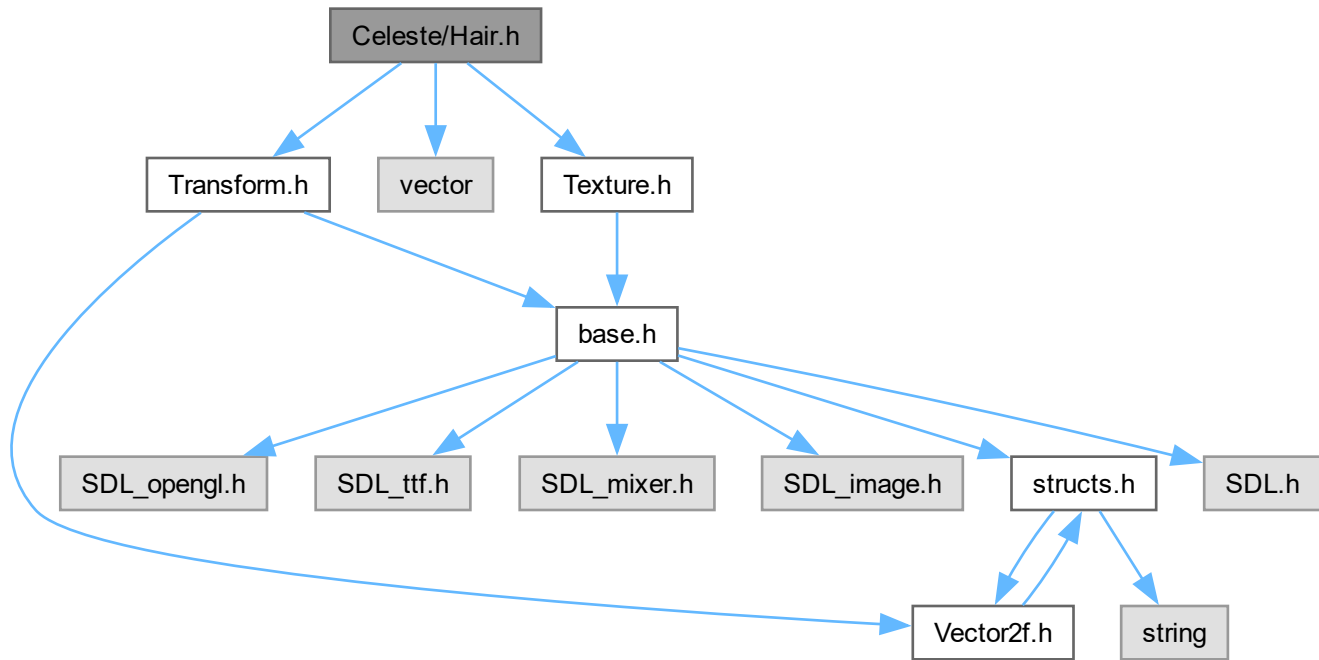 Celeste/Hair.h
Transform.h
vector
Texture.h
base.h
SDL_opengl.h
SDL_ttf.h
SDL_mixer.h
SDL_image.h
structs.h
SDL.h
Vector2f.h
string